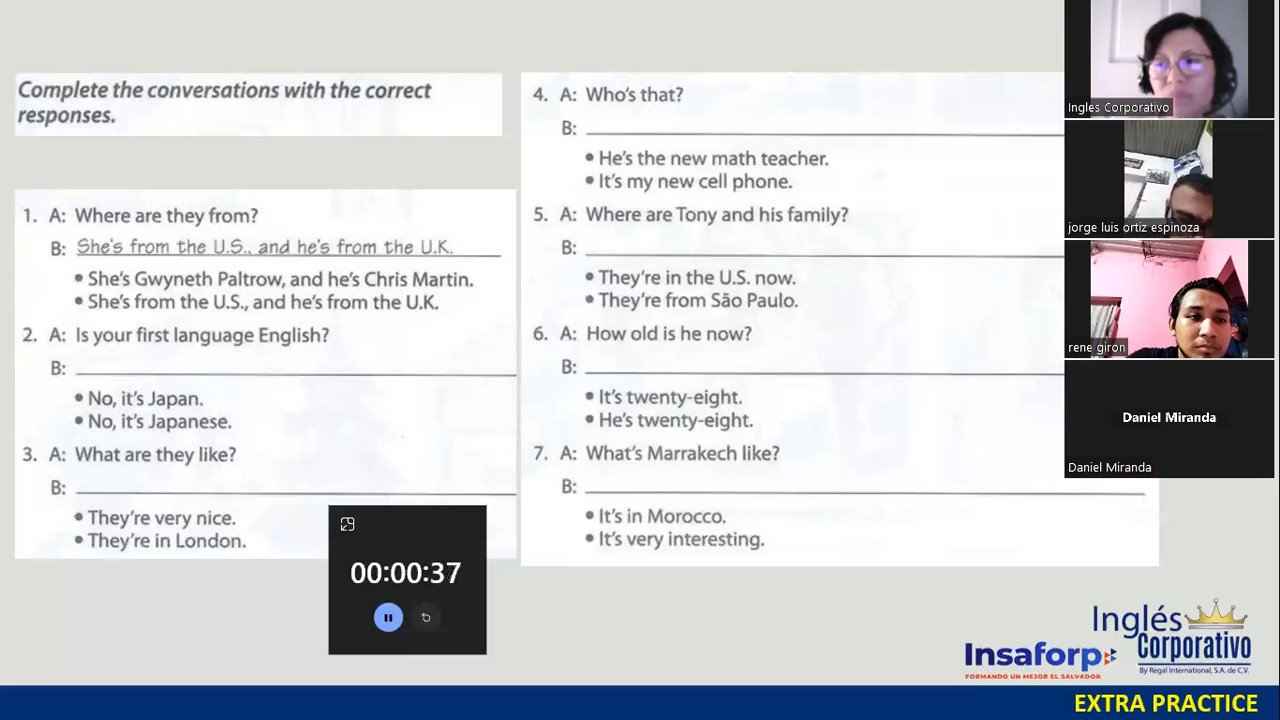 Complete the conversations with the correct
responses.
1. A: Where are they from?
B: She's from the U.S., and he's from the U.K.
• She's Gwyneth Paltrow, and he's Chris Martin.
• She's from the U.S., and he's from the U.K.
2. A: Is your first language English?
B:
• No, it's Japan.
• No, it's Japanese.
3. A: What are they like?
B:
• They're very nice.
• They're in London.
4. A: Who's that?
B:
• He's the new math teacher.
• It's my new cell phone.
5. A: Where are Tony and his family?
B:
• They're in the U.S. now.
• They're from São Paulo.
6. A: How old is he now?
B:
• It's twenty-eight.
• He's twenty-eight.
7. A: What's Marrakech like?
B:
• It's in Morocco.
• It's very interesting.
00:00:37
Ingles Corporativo
jorge luis ortiz espinoza
rene giron
Daniel Miranda
Daniel Miranda
Insaforp
FORMANDO UN MEJOR EL SALVADOR
Inglés
Corporativo
By Regal International, S.A. de C.V.
EXTRA PRACTICE